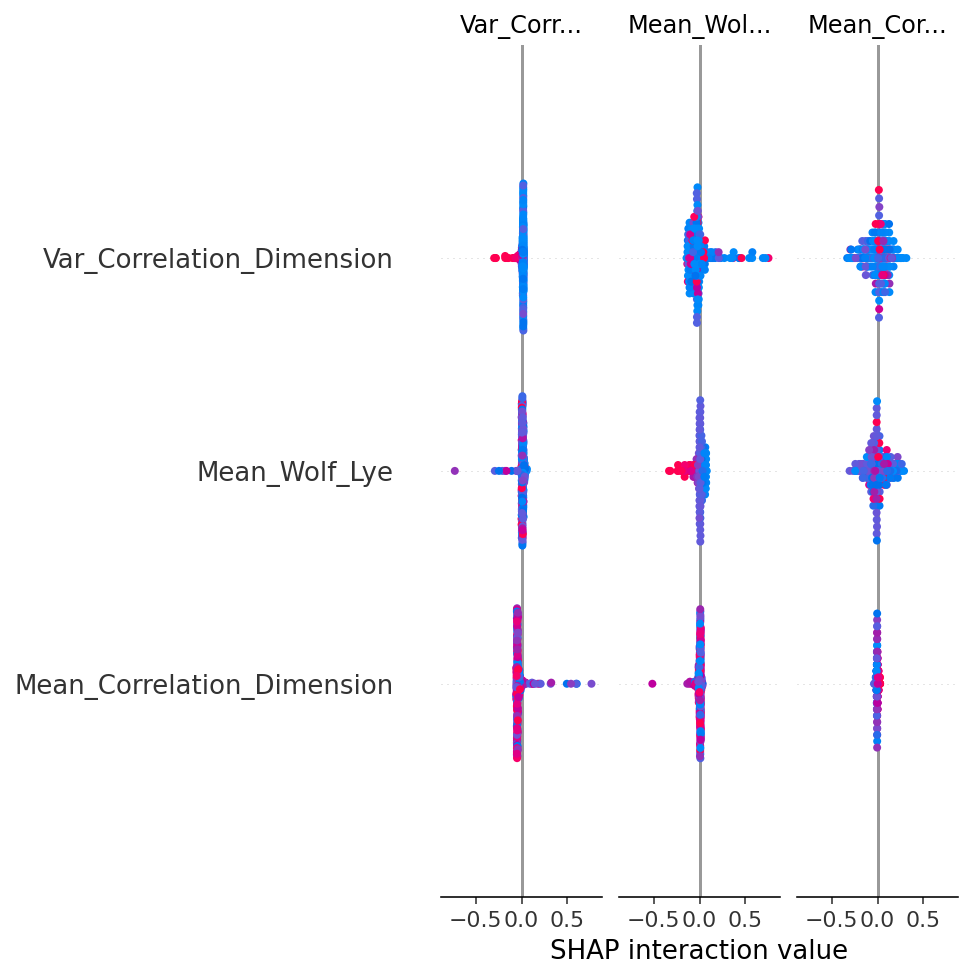 Var_Corr... Mean_Wol... Mean_Cor...
Var_Correlation_Dimension
Mean_Wolf_Lye
Mean_Correlation_Dimension
−0.5 0.0 0.5 −0.5 0.0 0.5 −0.5 0.0 0.5
SHAP interaction value